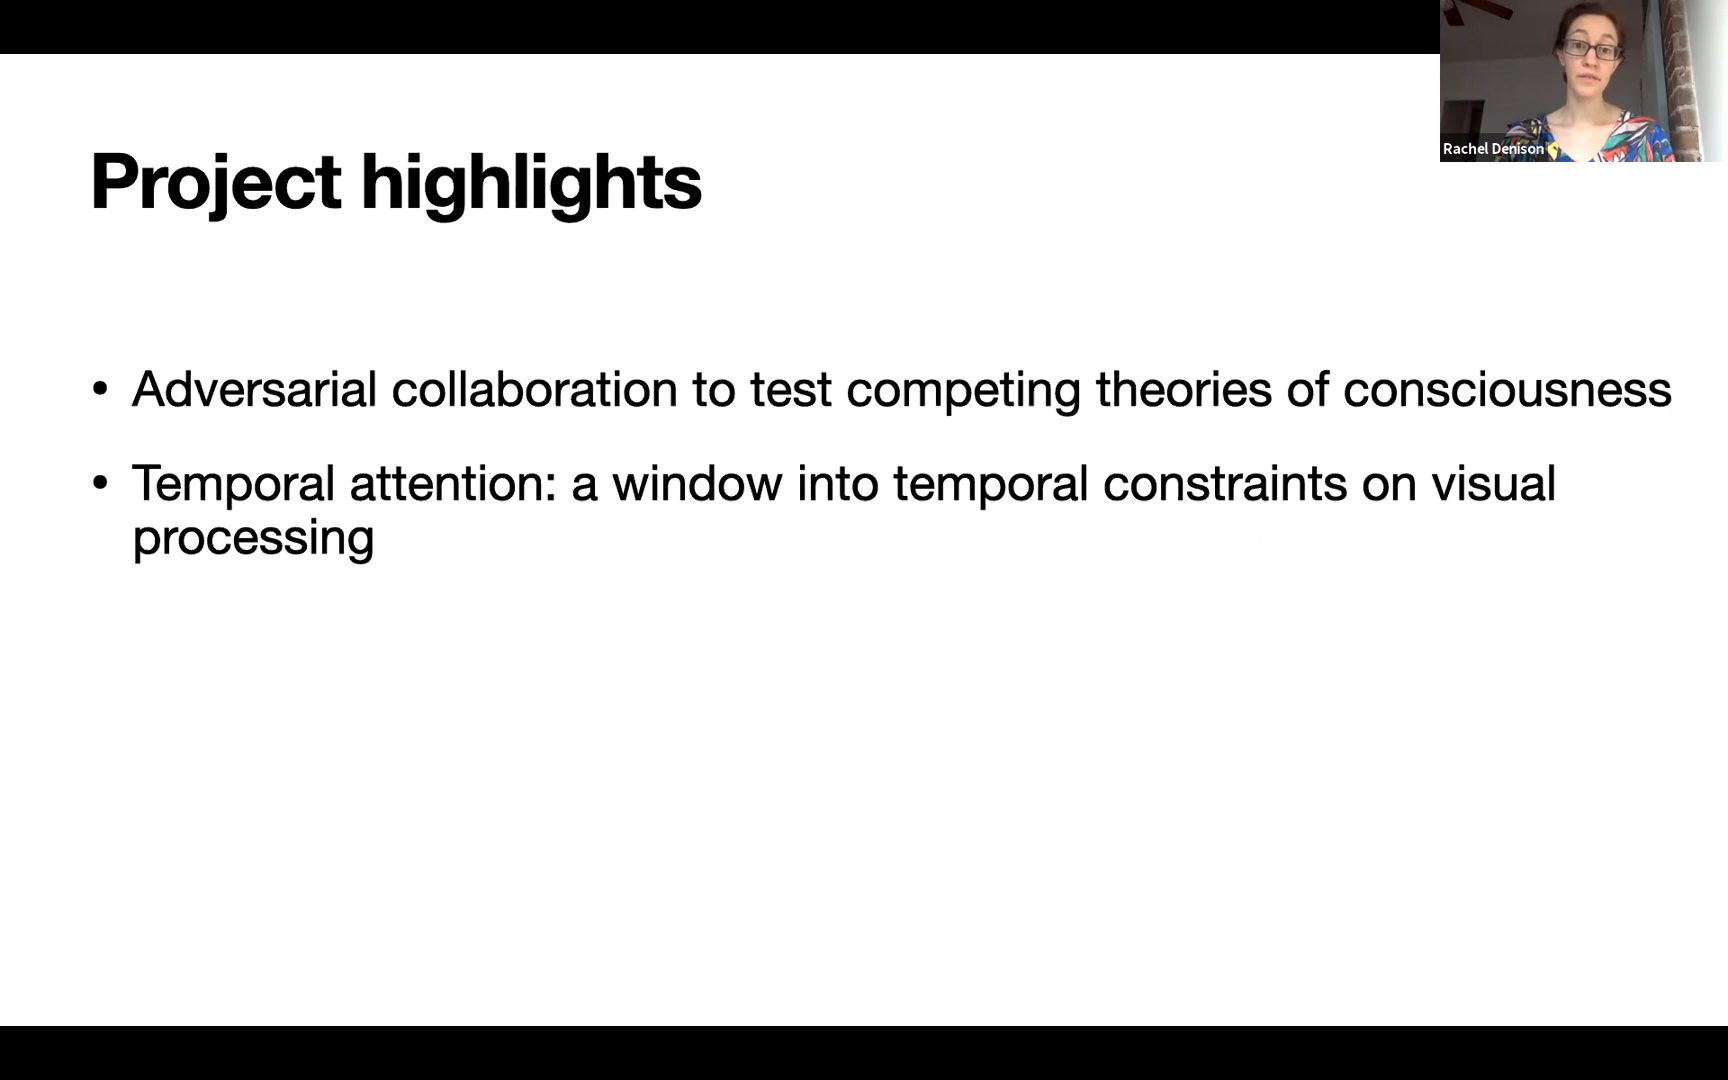 Rachel Denison
Project highlights
• Adversarial collaboration to test competing theories of consciousness
• Temporal attention: a window into temporal constraints on visual
processing